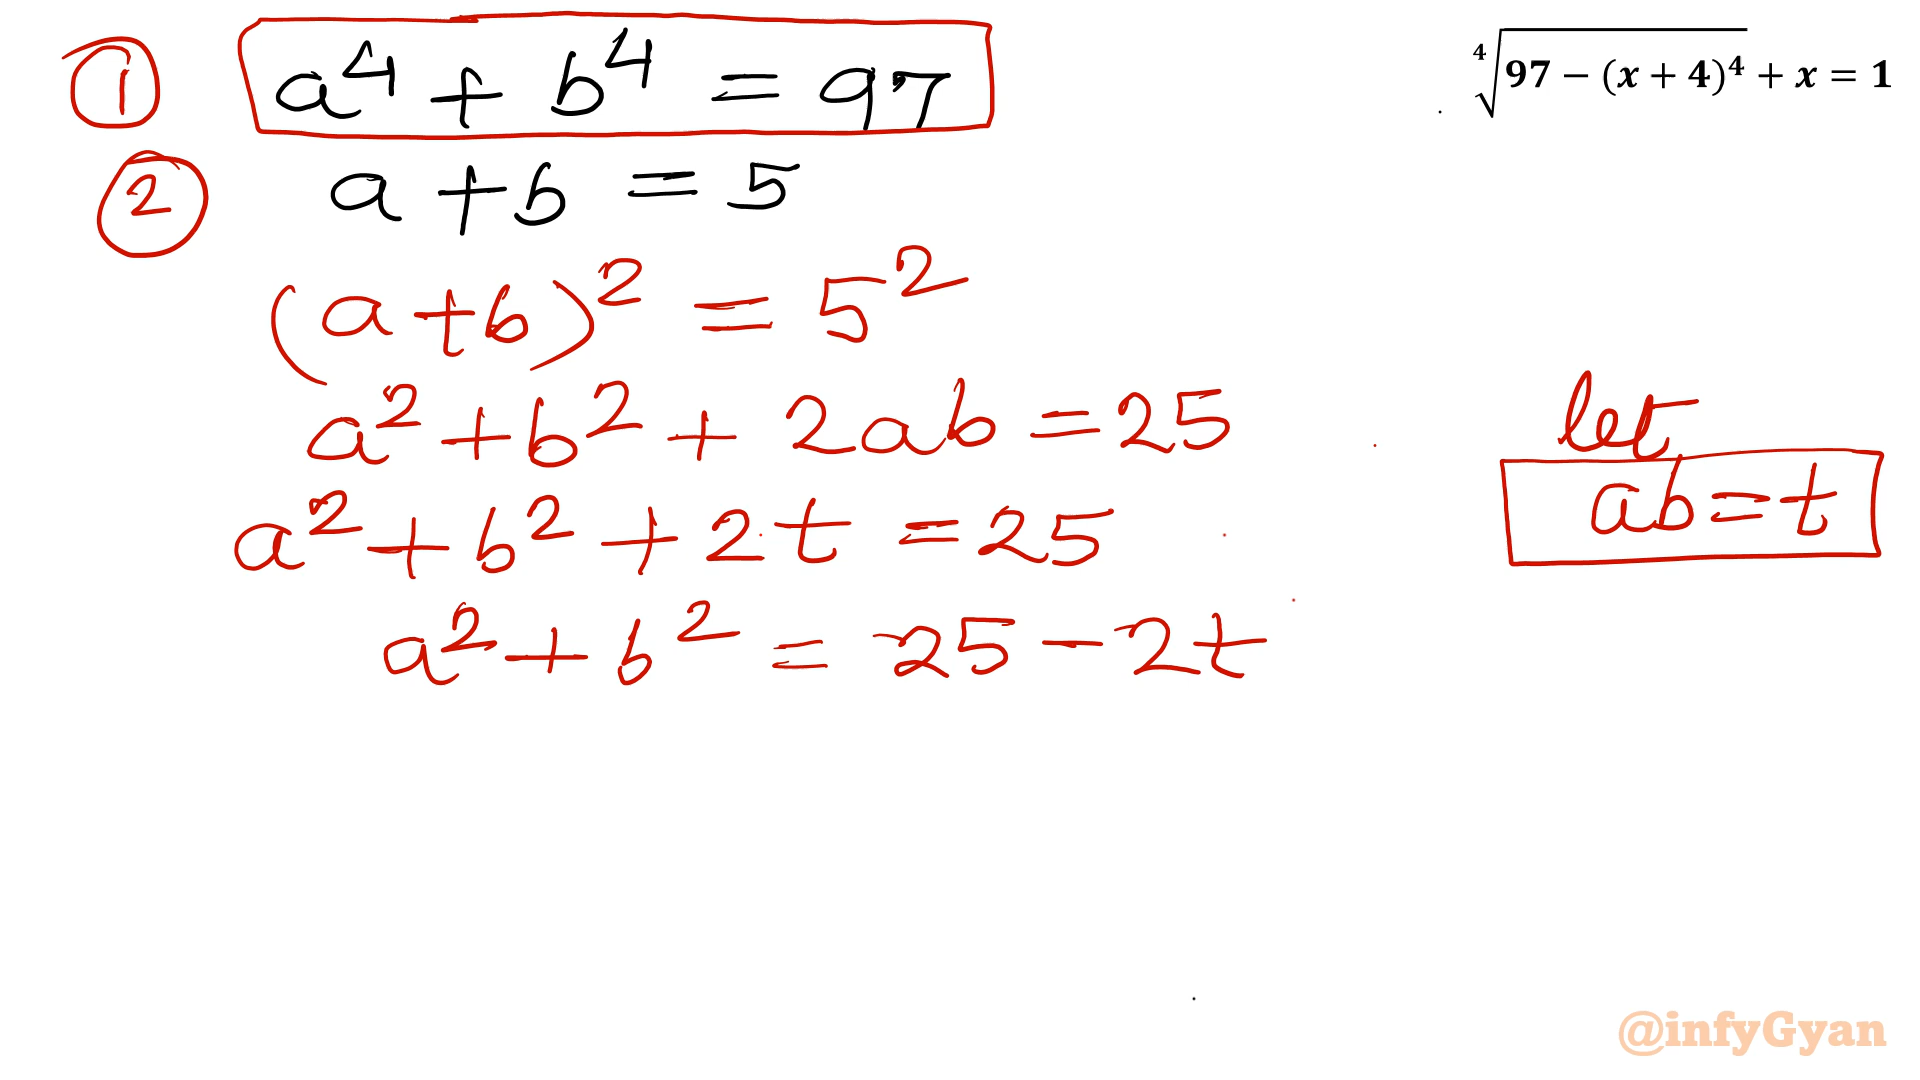 ① a⁴ + b⁴ = 97
∜(97 − (x + 4)⁴) + x = 1
② a + b = 5
(a+b)² = 5²
a² + b² + 2ab = 25
let
ab = t
a² + b² + 2t = 25
a² + b² = 25 − 2t
@infyGyan